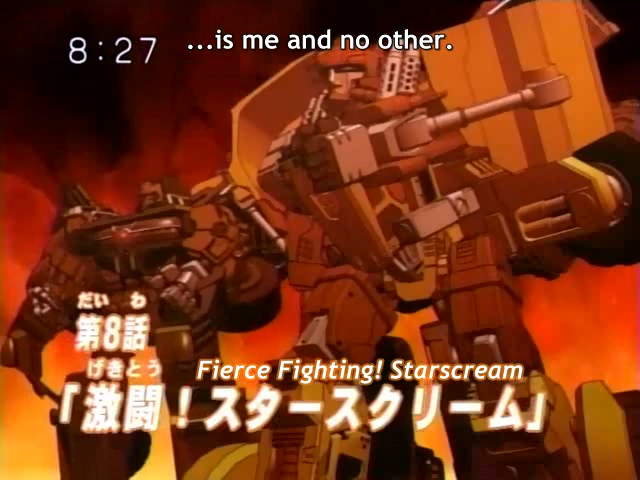 ...is me and no other.
8:27
だい わ
第8話
げきとう
Fierce Fighting! Starscream
「激闘!スタースクリーム」